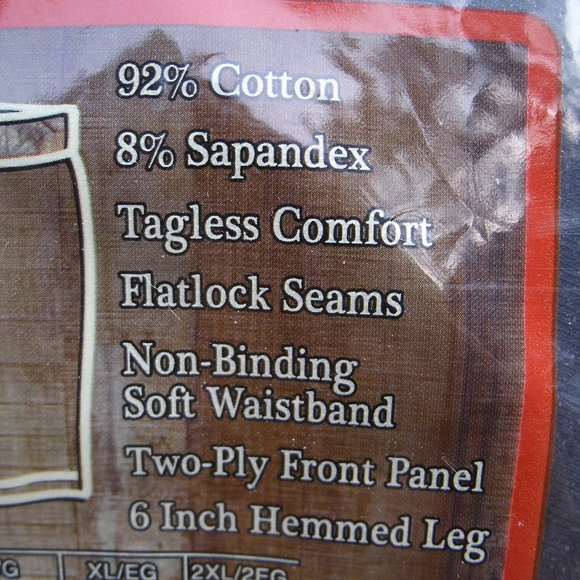 92% Cotton
8% Sapandex
Tagless Comfort
Flatlock Seams
Non-Binding
Soft Waistband
Two-Ply Front Panel
6 Inch Hemmed Leg
XL/EG 2XL/2EG